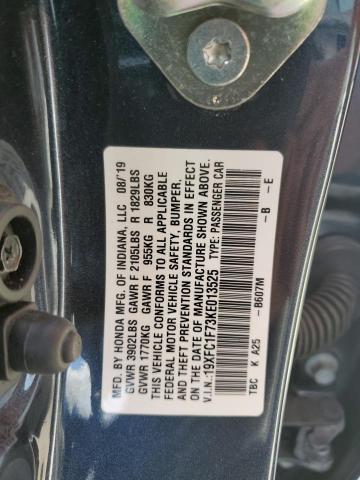 MFD. BY HONDA MFG. OF INDIANA, LLC 08/'19
GVWR 3902LBS GAWR F 2105LBS R 1829LBS
GVWR 1770KG GAWR F 955KG R 830KG
THIS VEHICLE CONFORMS TO ALL APPLICABLE
FEDERAL MOTOR VEHICLE SAFETY, BUMPER,
AND THEFT PREVENTION STANDARDS IN EFFECT
ON THE DATE OF MANUFACTURE SHOWN ABOVE.
V.I.N.:19XFC1F73KE013525 TYPE: PASSENGER CAR
-B607M -B -E
TBC K A25